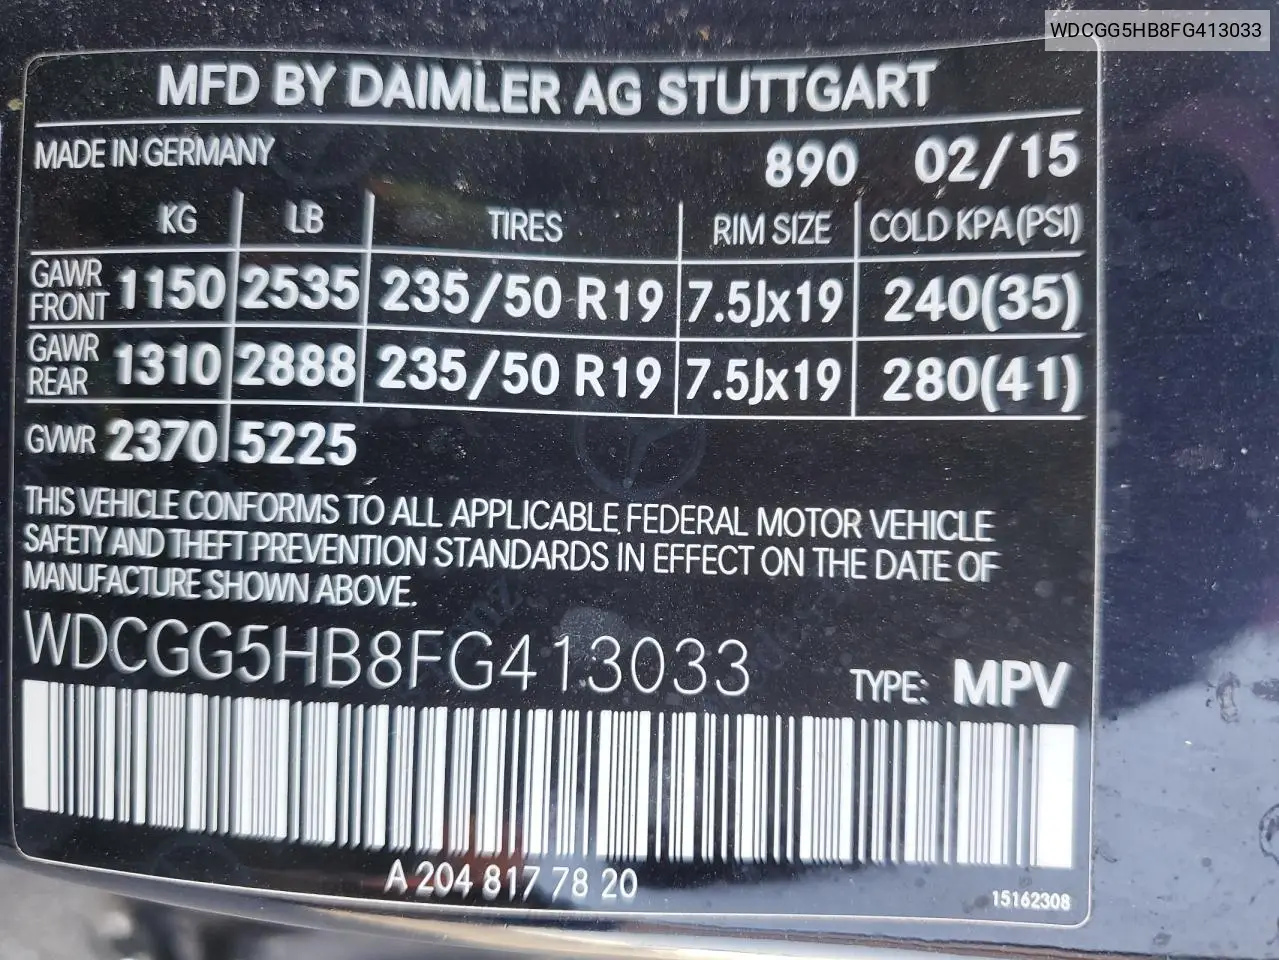 WDCGG5HB8FG413033
MFD BY DAIMLER AG STUTTGART
MADE IN GERMANY 890 02/15
KG LB TIRES RIM SIZE COLD KPA(PSI)
GAWR FRONT 1150 2535 235/50 R19 7.5Jx19 240(35)
GAWR REAR 1310 2888 235/50 R19 7.5Jx19 280(41)
GVWR 2370 5225
THIS VEHICLE CONFORMS TO ALL APPLICABLE FEDERAL MOTOR VEHICLE
SAFETY AND THEFT PREVENTION STANDARDS IN EFFECT ON THE DATE OF
MANUFACTURE SHOWN ABOVE.
WDCGG5HB8FG413033 TYPE: MPV
A 204 817 78 20
15162308